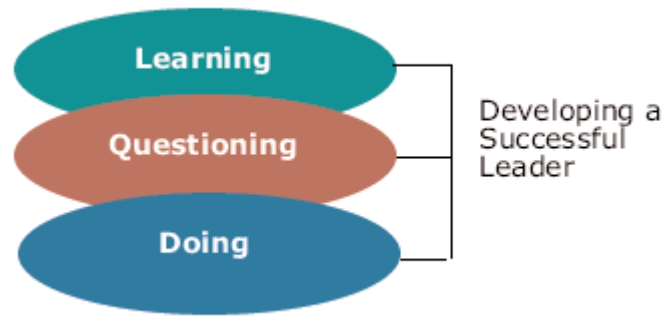 Learning
Questioning
Doing
Developing a
Successful
Leader